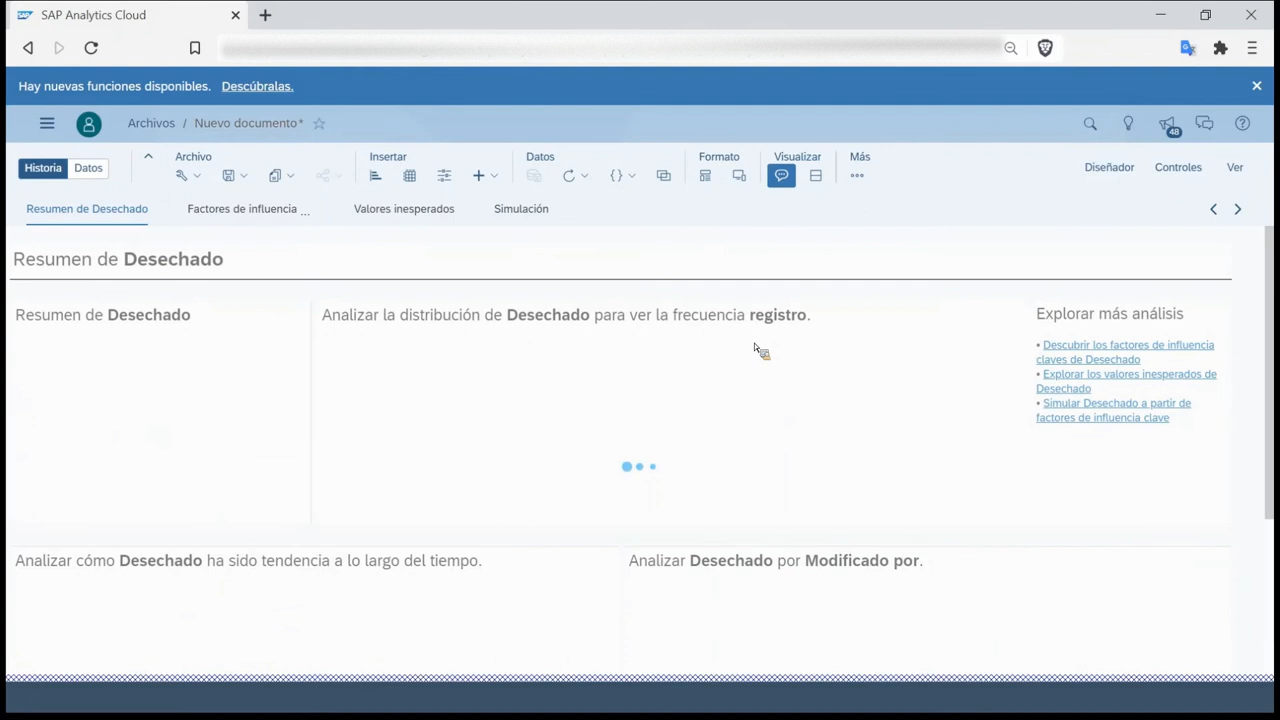 SAP Analytics Cloud
Hay nuevas funciones disponibles. Descúbralas.
Archivos / Nuevo documento*
48
Historia Datos
Archivo Insertar Datos Formato Visualizar Más
Diseñador Controles Ver
Resumen de Desechado Factores de influencia ... Valores inesperados Simulación
Resumen de Desechado
Resumen de Desechado
Analizar la distribución de Desechado para ver la frecuencia registro.
Explorar más análisis
• Descubrir los factores de influencia
claves de Desechado
• Explorar los valores inesperados de
Desechado
• Simular Desechado a partir de
factores de influencia clave
Analizar cómo Desechado ha sido tendencia a lo largo del tiempo.
Analizar Desechado por Modificado por.